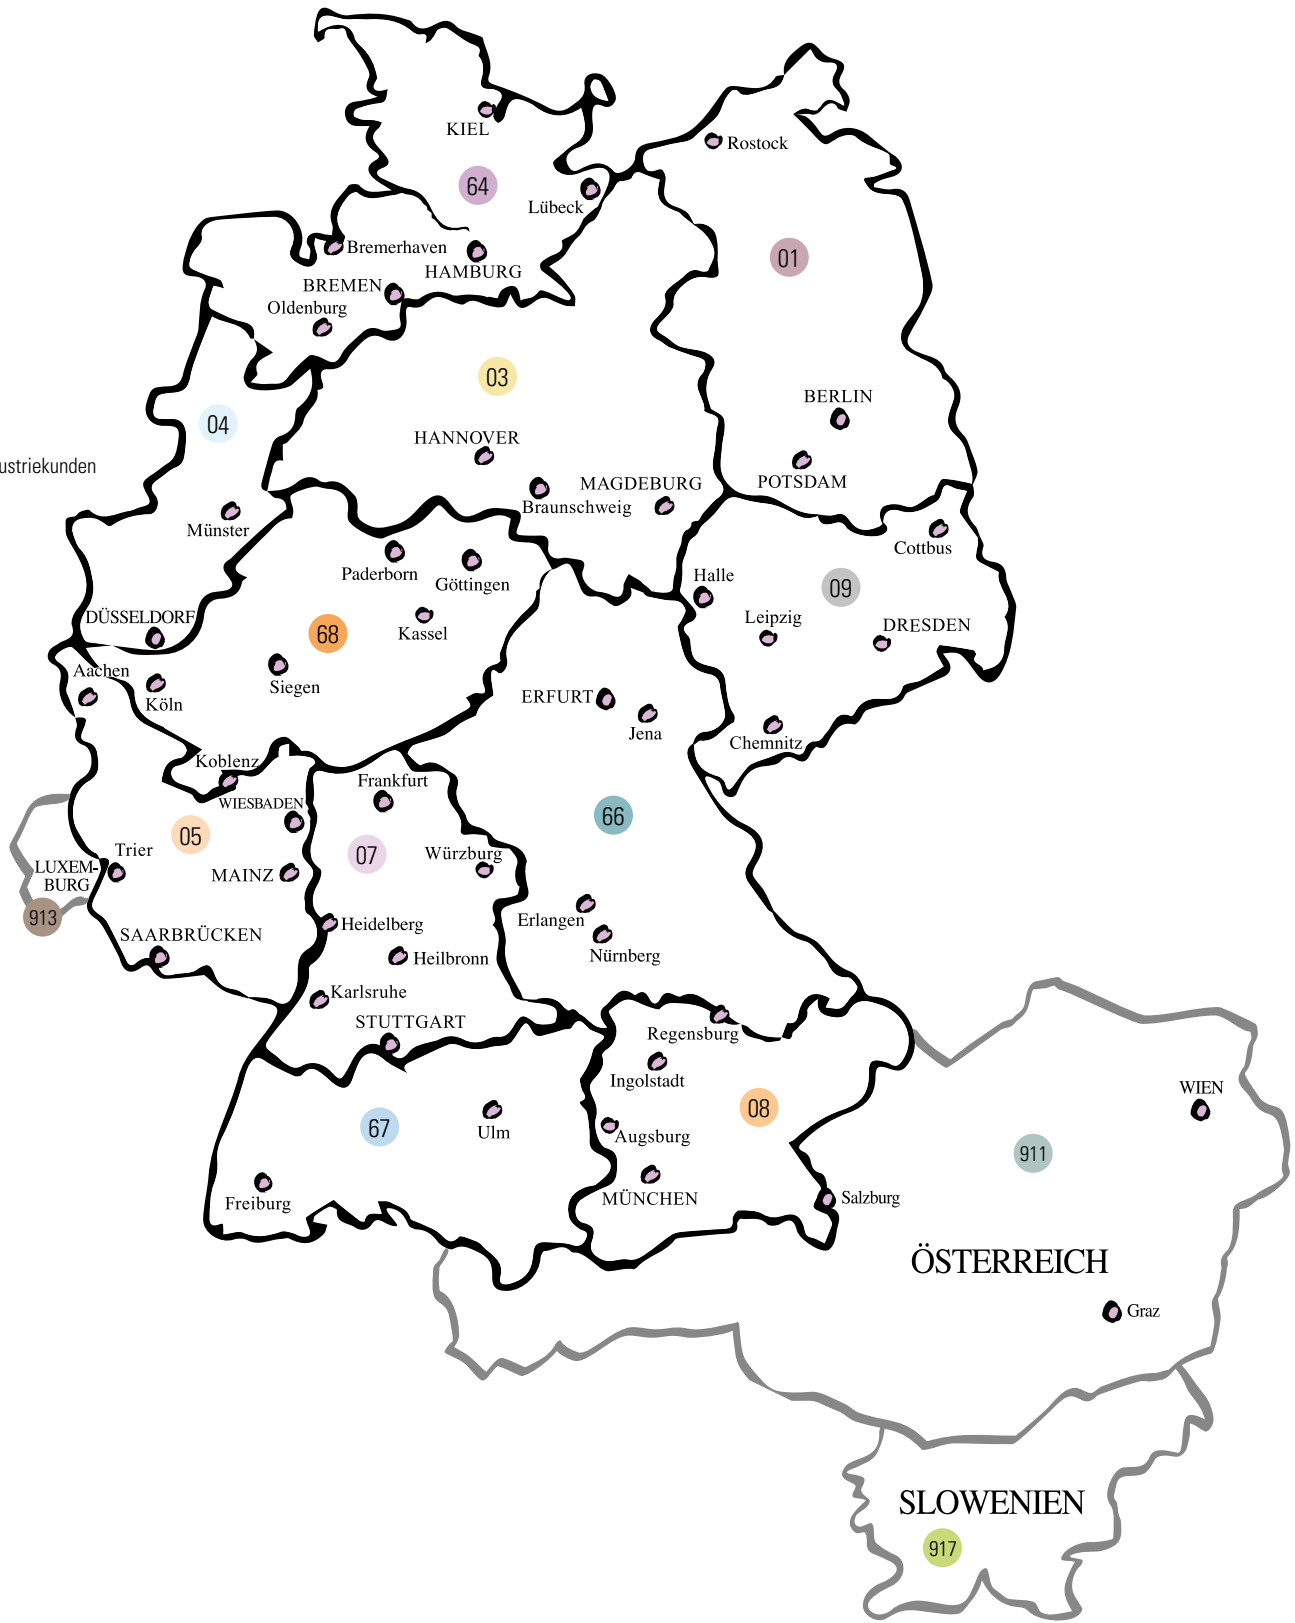 KIEL
Rostock
64
Lübeck
Bremerhaven
HAMBURG
01
BREMEN
Oldenburg
03
BERLIN
04
HANNOVER
ustriekunden
POTSDAM
MAGDEBURG
Braunschweig
Münster
Cottbus
Paderborn
Göttingen
Halle
09
DÜSSELDORF
Leipzig
DRESDEN
68
Kassel
Aachen
Siegen
Köln
ERFURT
Jena
Chemnitz
Koblenz
Frankfurt
WIESBADEN
66
05
07
Würzburg
Trier
LUXEM-
BURG
MAINZ
913
Erlangen
Heidelberg
SAARBRÜCKEN
Nürnberg
Heilbronn
Karlsruhe
STUTTGART
Regensburg
Ingolstadt
WIEN
08
67
Ulm
Augsburg
911
MÜNCHEN
Salzburg
Freiburg
ÖSTERREICH
Graz
SLOWENIEN
917